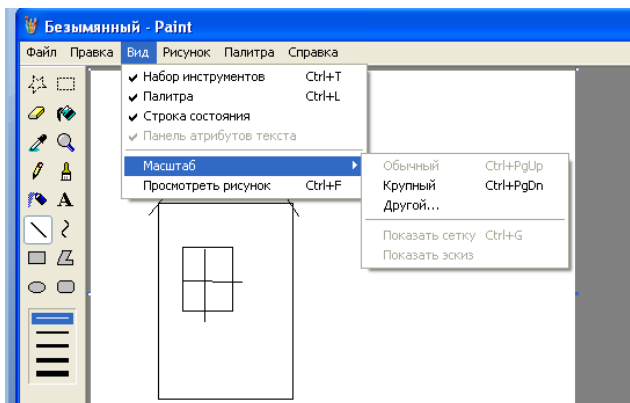 Безымянный - Paint
Файл Правка Вид Рисунок Палитра Справка
Набор инструментов Ctrl+T
Палитра Ctrl+L
Строка состояния
Панель атрибутов текста
Масштаб
Просмотреть рисунок Ctrl+F
Обычный Ctrl+PgUp
Крупный Ctrl+PgDn
Другой...
Показать сетку Ctrl+G
Показать эскиз
A